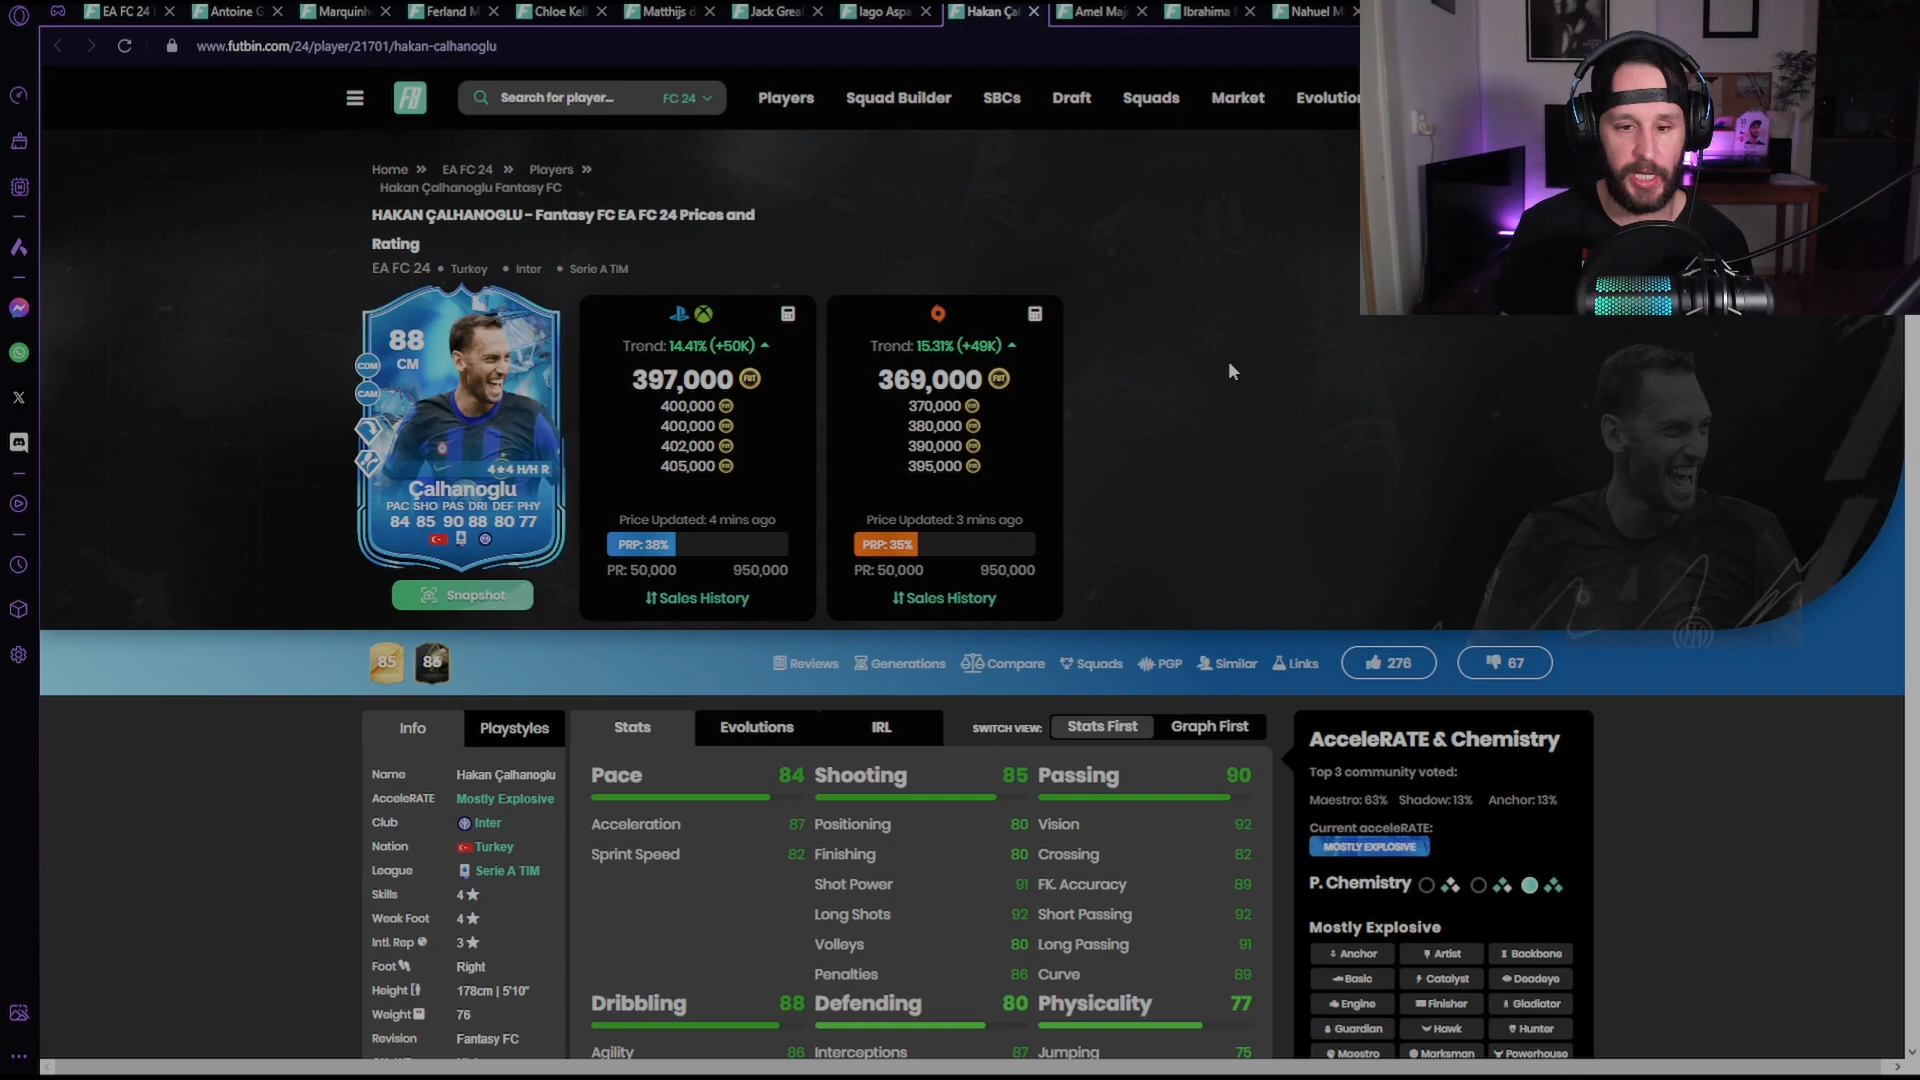 EA FC 24
Antoine G
Marquinh
Ferland M
Chloe Kel
Matthijs d
Jack Grea
Iago Aspa
Hakan Çal
Amel Maj
Ibrahima
Nahuel M
www.futbin.com/24/player/21701/hakan-calhanoglu
Search for player...
FC 24
Players
Squad Builder
SBCs
Draft
Squads
Market
Evolution
Home » EA FC 24 » Players »
Hakan Çalhanoglu Fantasy FC
HAKAN ÇALHANOGLU - Fantasy FC EA FC 24 Prices and
Rating
EA FC 24 • Turkey • Inter • Serie A TIM
88
CM
CDM
CAM
4★4 H/H R
Çalhanoglu
PAC SHO PAS DRI DEF PHY
84 85 90 88 80 77
Snapshot
Trend: 14.41% (+50K)
397,000
400,000
400,000
402,000
405,000
Price Updated: 4 mins ago
PRP: 38%
PR: 50,000 950,000
Sales History
Trend: 15.31% (+49K)
369,000
370,000
380,000
390,000
395,000
Price Updated: 3 mins ago
PRP: 35%
PR: 50,000 950,000
Sales History
85
86
Reviews
Generations
Compare
Squads
PGP
Similar
Links
276
67
Info
Playstyles
Name Hakan Çalhanoglu
AcceleRATE Mostly Explosive
Club Inter
Nation Turkey
League Serie A TIM
Skills 4★
Weak Foot 4★
Intl. Rep 3★
Foot Right
Height 178cm | 5'10"
Weight 76
Revision Fantasy FC
Stats
Evolutions
IRL
SWITCH VIEW:
Stats First
Graph First
Pace 84
Acceleration 87
Sprint Speed 82
Shooting 85
Positioning 80
Finishing 80
Shot Power 91
Long Shots 92
Volleys 80
Penalties 86
Passing 90
Vision 92
Crossing 82
FK. Accuracy 89
Short Passing 92
Long Passing 91
Curve 89
Dribbling 88
Agility 86
Defending 80
Interceptions 87
Physicality 77
Jumping 75
AcceleRATE & Chemistry
Top 3 community voted:
Maestro: 63% Shadow: 13% Anchor: 13%
Current acceleRATE:
MOSTLY EXPLOSIVE
P. Chemistry
Mostly Explosive
Anchor Artist Backbone
Basic Catalyst Deadeye
Engine Finisher Gladiator
Guardian Hawk Hunter
Maestro Marksman Powerhouse